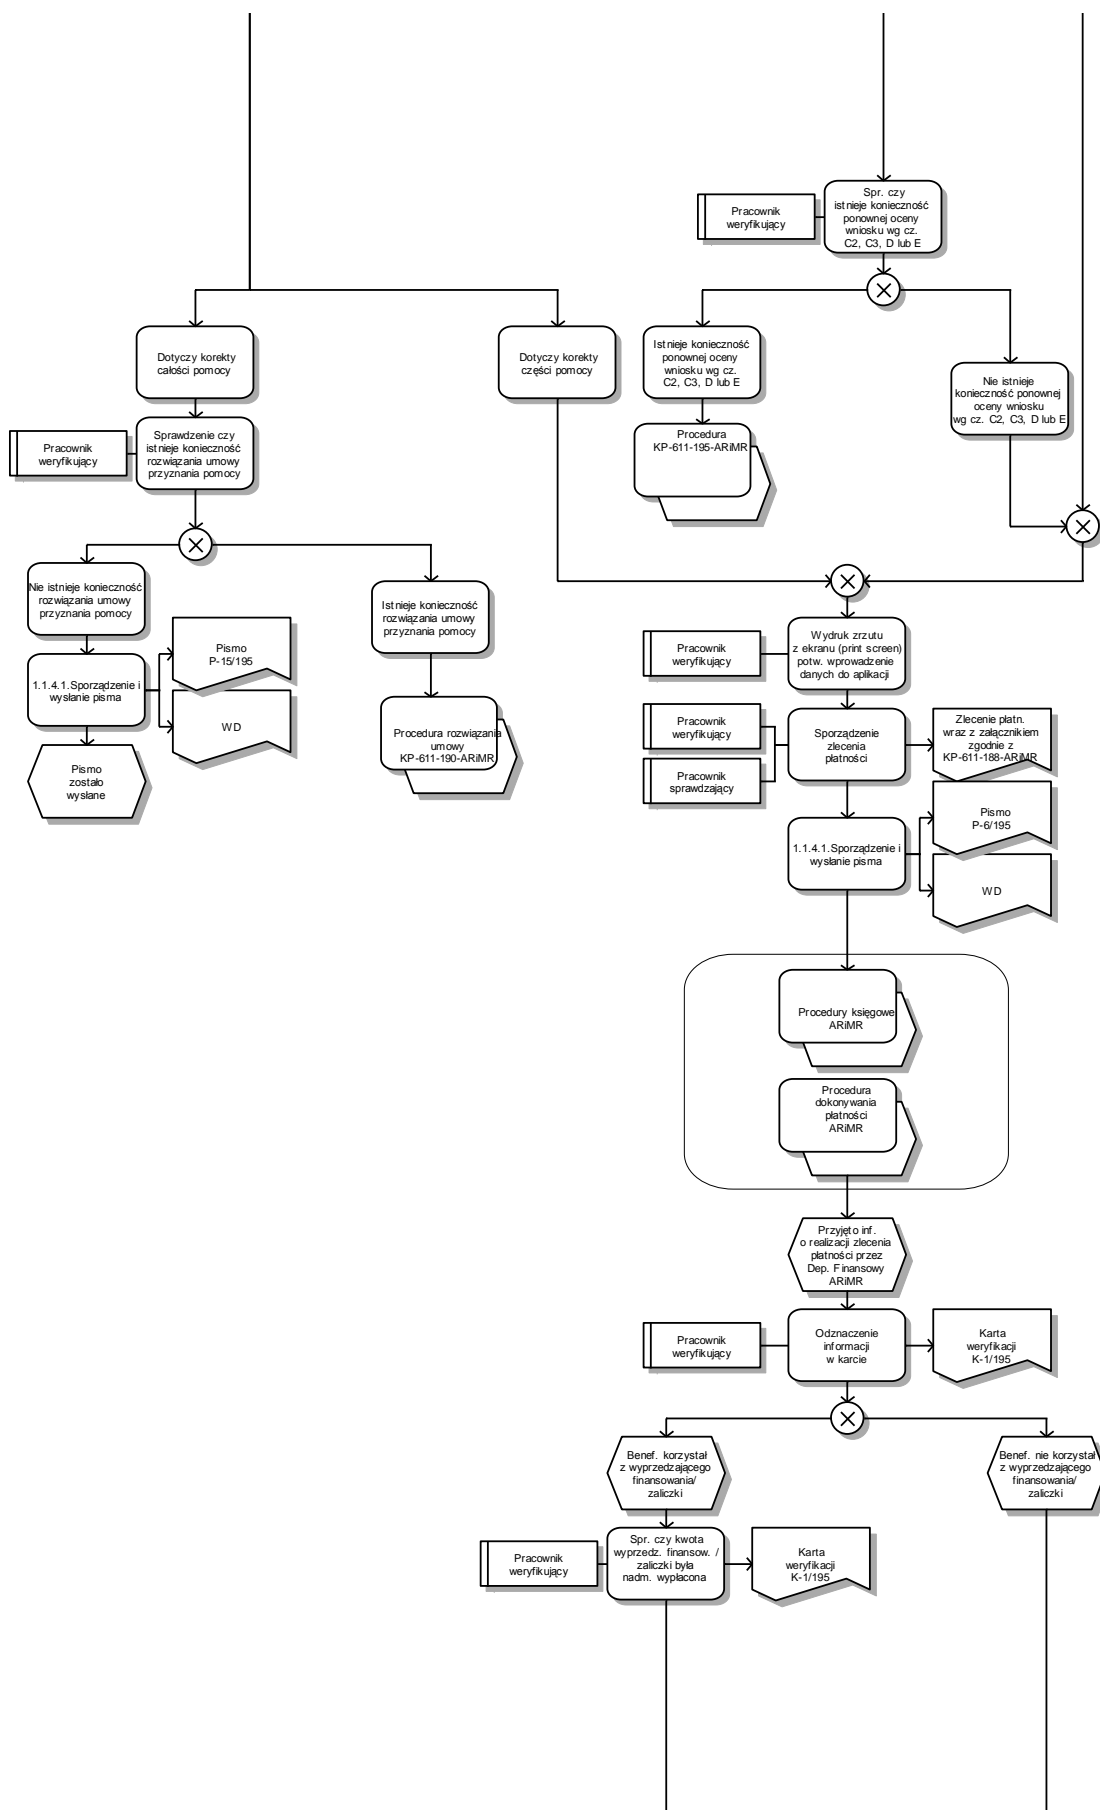 Spr. czy
istnieje konieczność
ponownej oceny
wniosku wg cz.
C2, C3, D lub E
Pracownik
weryfikujący
Dotyczy korekty
całości pomocy
Dotyczy korekty
części pomocy
Istnieje konieczność
ponownej oceny
wniosku wg cz.
C2, C3, D lub E
Nie istnieje
konieczność ponownej
oceny wniosku
wg cz. C2, C3, D lub E
Pracownik
weryfikujący
Sprawdzenie czy
istnieje konieczność
rozwiązania umowy
przyznania pomocy
Procedura
KP-611-195-ARiMR
Nie istnieje konieczność
rozwiązania umowy
przyznania pomocy
Istnieje konieczność
rozwiązania umowy
przyznania pomocy
1.1.4.1.Sporządzenie i
wysłanie pisma
Pismo
P-15/195
WD
Pismo
zostało
wysłane
Procedura rozwiązania
umowy
KP-611-190-ARiMR
Pracownik
weryfikujący
Wydruk zrzutu
z ekranu (print screen)
potw. wprowadzenie
danych do aplikacji
Pracownik
weryfikujący
Pracownik
sprawdzający
Sporządzenie
zlecenia
płatności
Zlecenie płatn.
wraz z załącznikiem
zgodnie z
KP-611-188-ARiMR
1.1.4.1.Sporządzenie i
wysłanie pisma
Pismo
P-6/195
WD
Procedury księgowe
ARiMR
Procedura
dokonywania
płatności
ARiMR
Przyjęto inf.
o realizacji zlecenia
płatności przez
Dep. Finansowy
ARiMR
Pracownik
weryfikujący
Odznaczenie
informacji
w karcie
Karta
weryfikacji
K-1/195
Benef. korzystał
z wyprzedzającego
finansowania/
zaliczki
Benef. nie korzystał
z wyprzedzającego
finansowania/
zaliczki
Pracownik
weryfikujący
Spr. czy kwota
wyprzedz. finansow. /
zaliczki była
nadm. wypłacona
Karta
weryfikacji
K-1/195